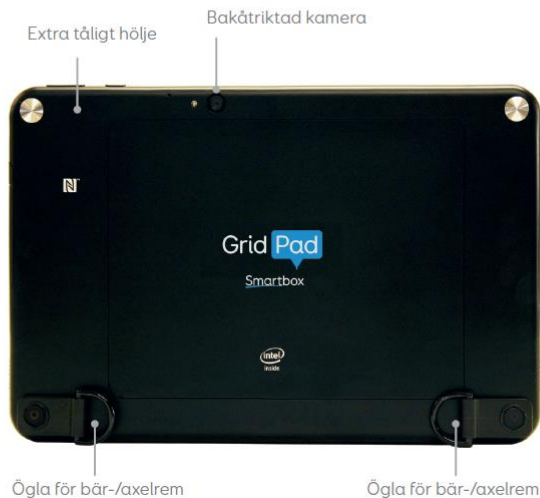 Bakåtriktad kamera
Extra tåligt hölje
N
Grid Pad
Smartbox
intel
inside
Ögla för bär-/axelrem
Ögla för bär-/axelrem